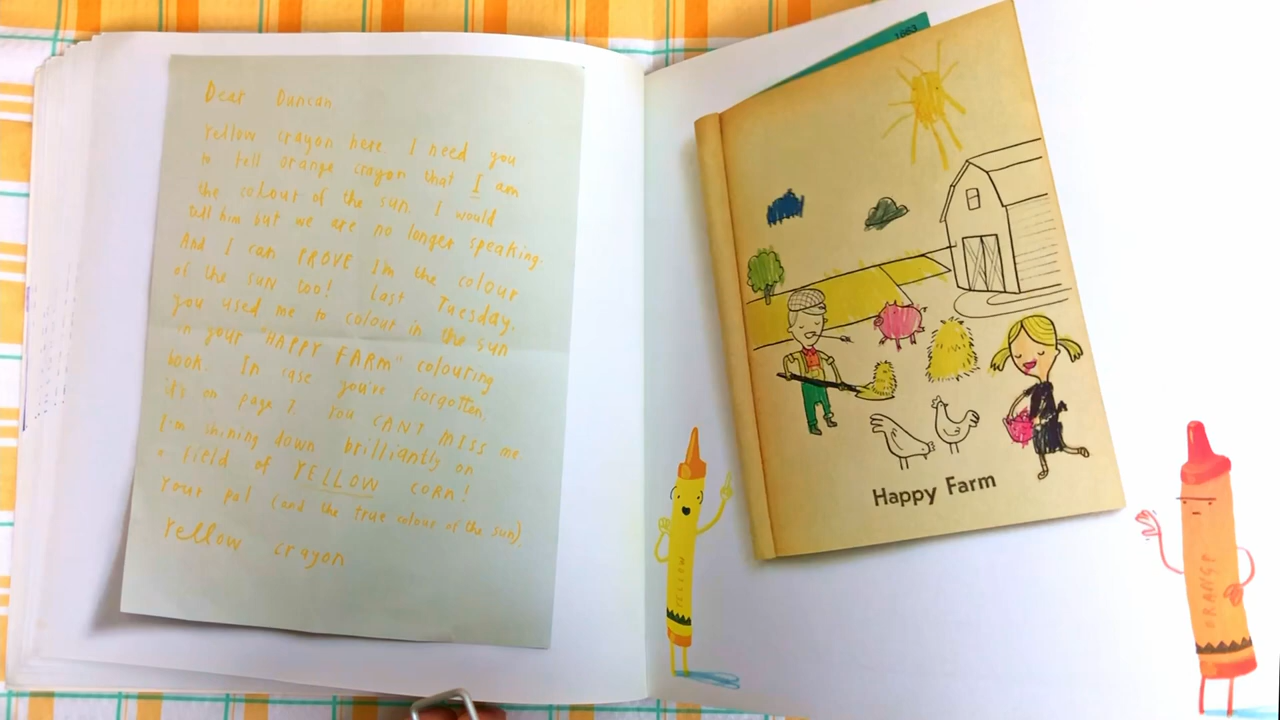 Dear Duncan
Yellow crayon here. I need you
to tell orange crayon that I am
the colour of the sun. I would
tell him but we are no longer speaking.
And I can PROVE I'm the colour
of the sun too! Last Tuesday,
you used me to colour in the sun
in your "HAPPY FARM" colouring
book. In case you've forgotten,
it's on page 7. You CAN'T MISS me.
I'm shining down brilliantly on
a field of YELLOW corn!
Your pal (and the true colour of the sun),
Yellow crayon
YELLOW
Happy Farm
ORANGE